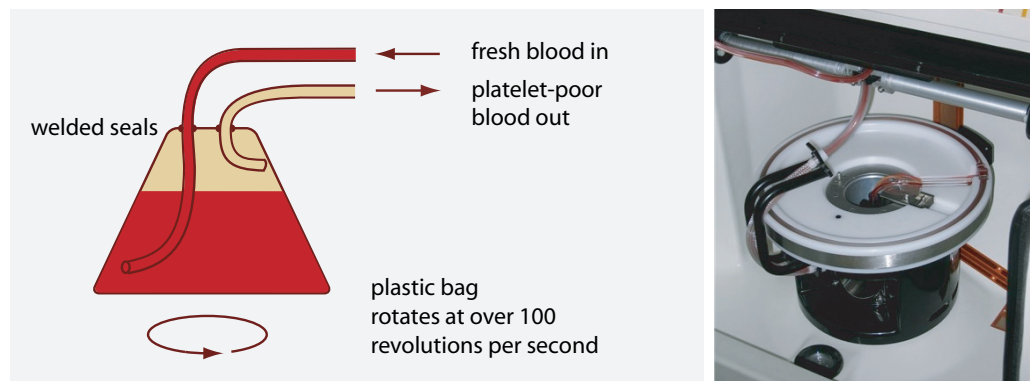 fresh blood in
platelet-poor
blood out
welded seals
plastic bag
rotates at over 100
revolutions per second